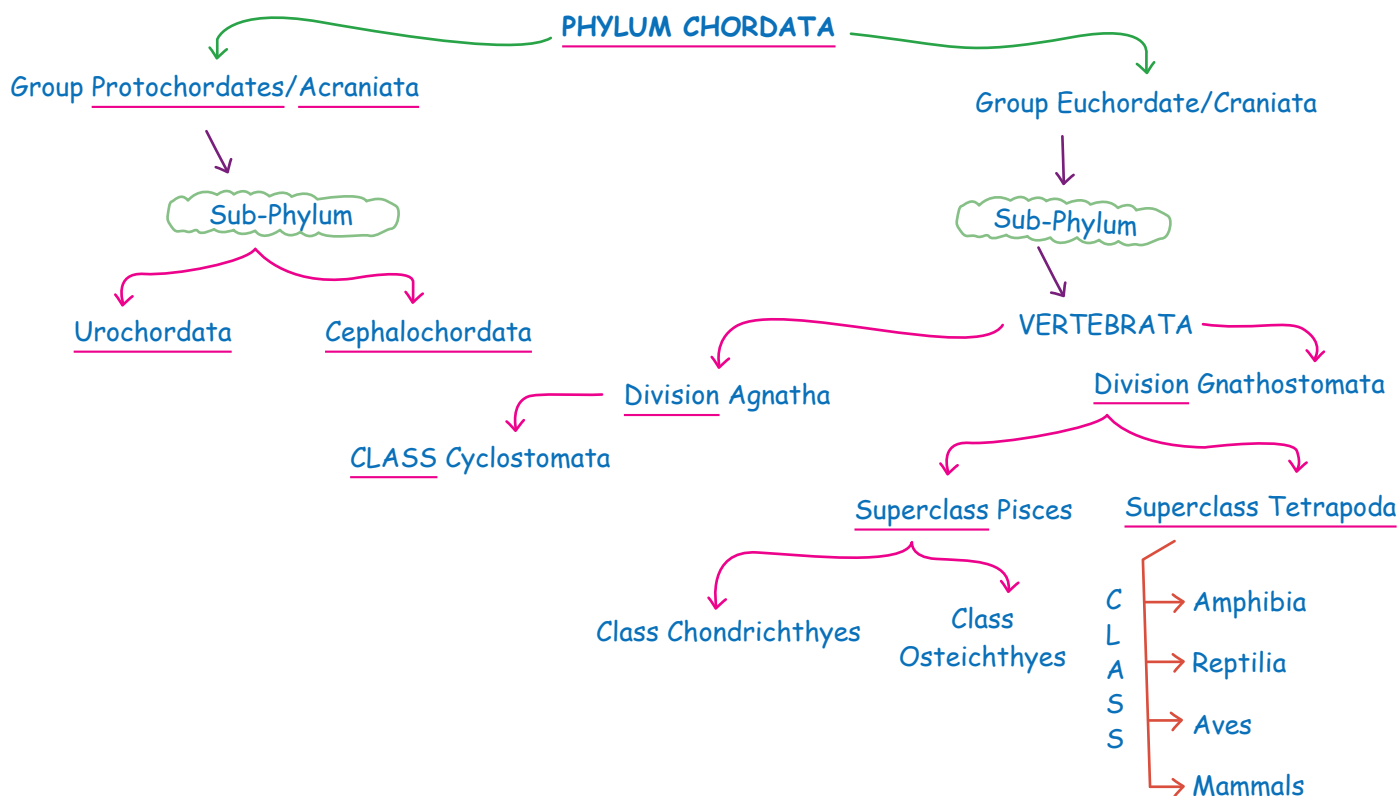 PHYLUM CHORDATA
Group Protochordates/Acraniata
Group Euchordate/Craniata
Sub-Phylum
Sub-Phylum
Urochordata
Cephalochordata
VERTEBRATA
Division Agnatha
Division Gnathostomata
CLASS Cyclostomata
Superclass Pisces
Superclass Tetrapoda
Class Chondrichthyes
Class
Osteichthyes
C
L
A
S
S
Amphibia
Reptilia
Aves
Mammals